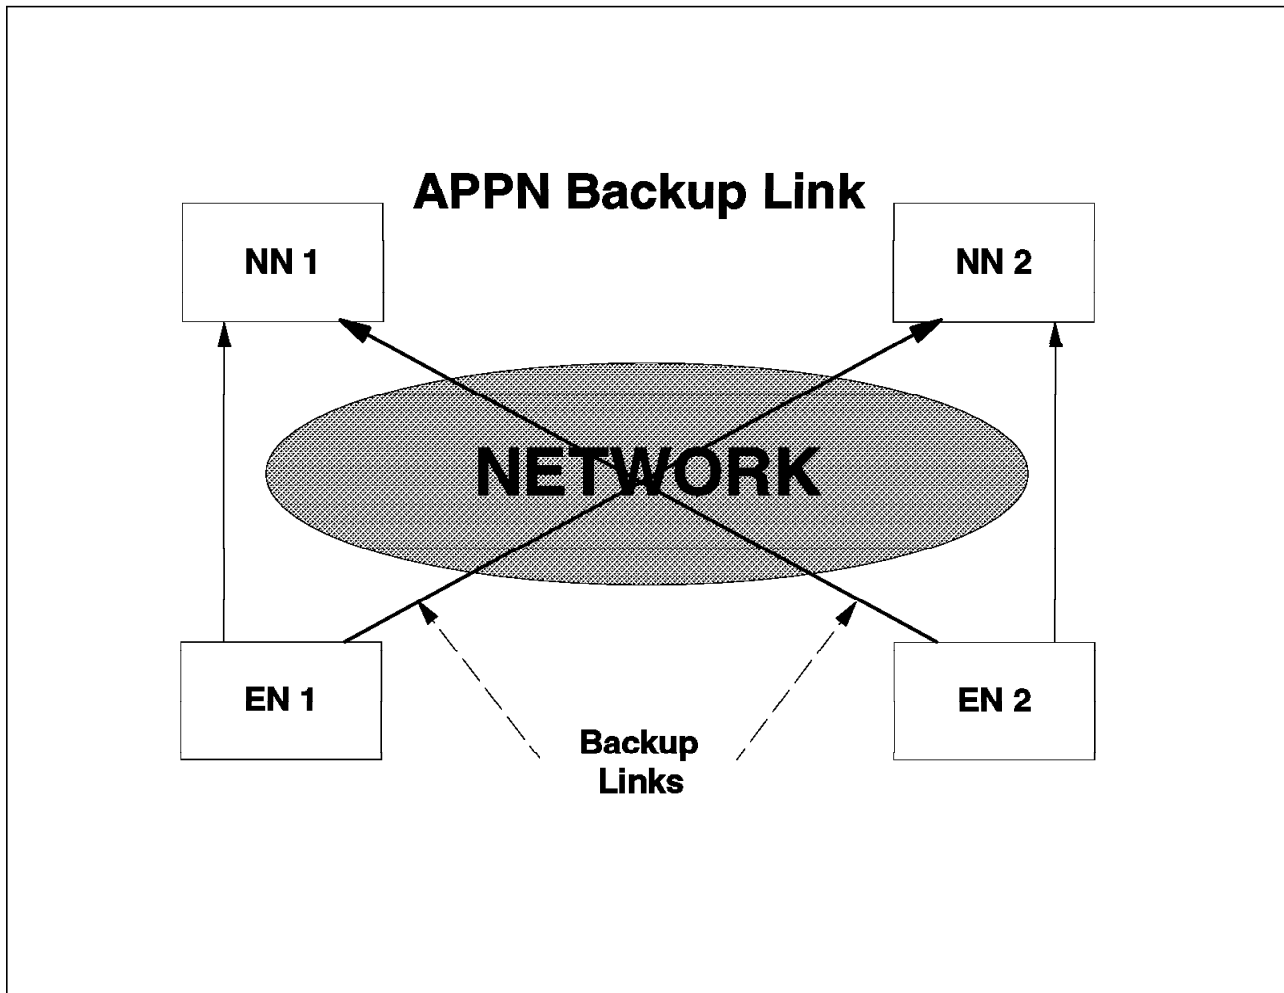 APPN Backup Link
NN 1
NN 2
NETWORK
EN 1
EN 2
Backup
Links